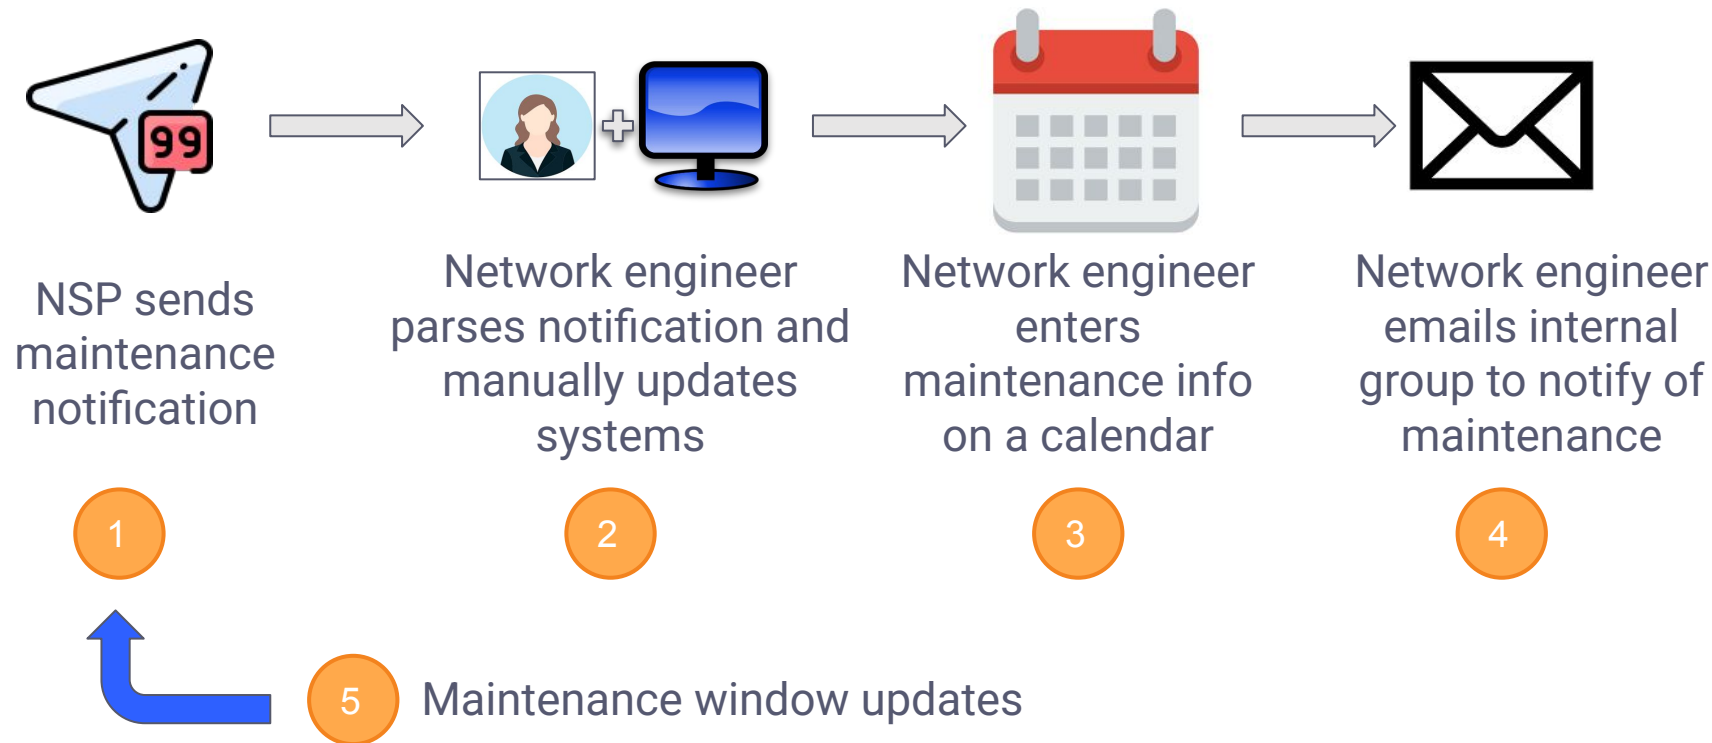 99
NSP sends
maintenance
notification
Network engineer
parses notification and
manually updates
systems
Network engineer
enters
maintenance info
on a calendar
Network engineer
emails internal
group to notify of
maintenance
1
2
3
4
5
Maintenance window updates